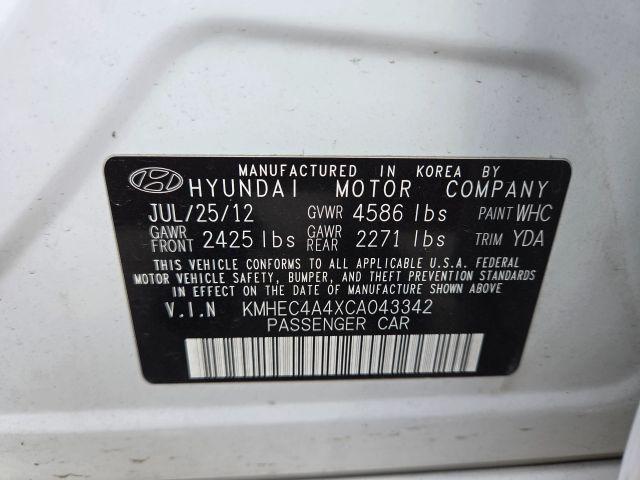 MANUFACTURED IN KOREA BY
HYUNDAI MOTOR COMPANY
JUL/25/12 GVWR 4586 lbs PAINT WHC
GAWR FRONT 2425 lbs GAWR REAR 2271 lbs TRIM YDA
THIS VEHICLE CONFORMS TO ALL APPLICABLE U.S.A. FEDERAL
MOTOR VEHICLE SAFETY, BUMPER, AND THEFT PREVENTION STANDARDS
IN EFFECT ON THE DATE OF MANUFACTURE SHOWN ABOVE
V.I.N KMHEC4A4XCA043342
PASSENGER CAR